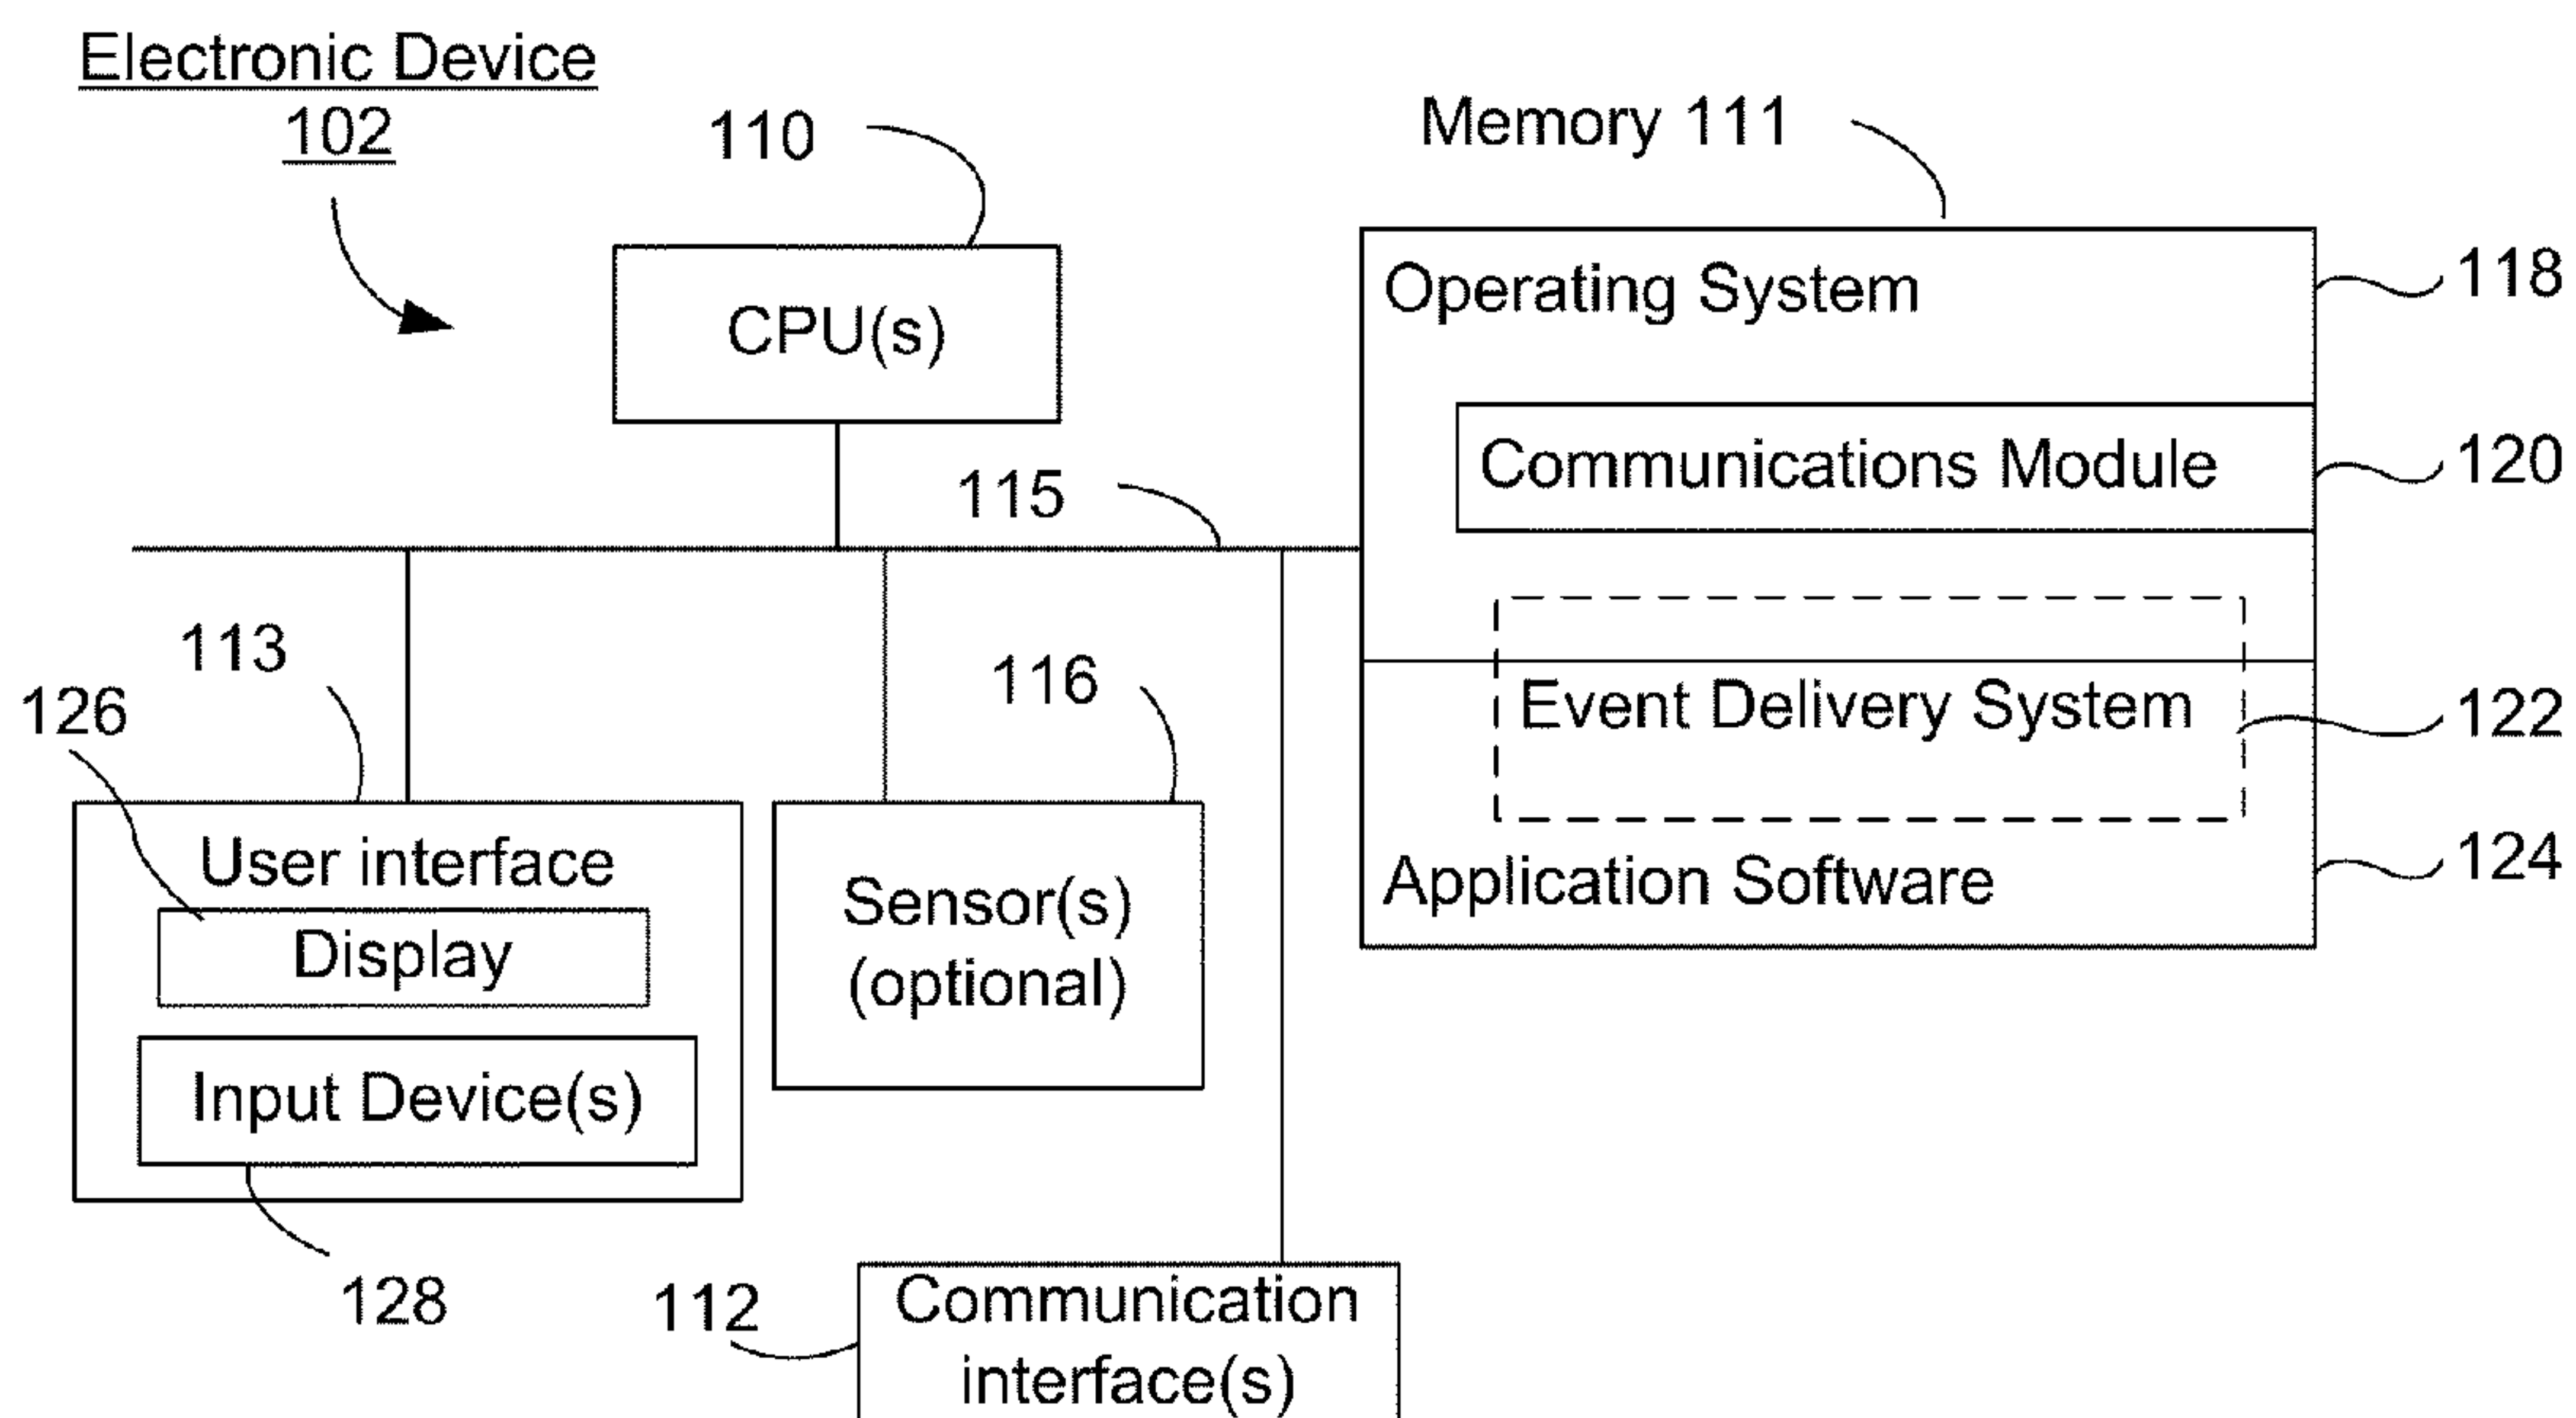 Electronic Device
102
110
Memory 111
CPU(s)
Operating System
118
Communications Module
120
115
113
116
126
Event Delivery System
122
User interface
Display
Input Device(s)
Sensor(s)
(optional)
Application Software
124
128
112
Communication
interface(s)